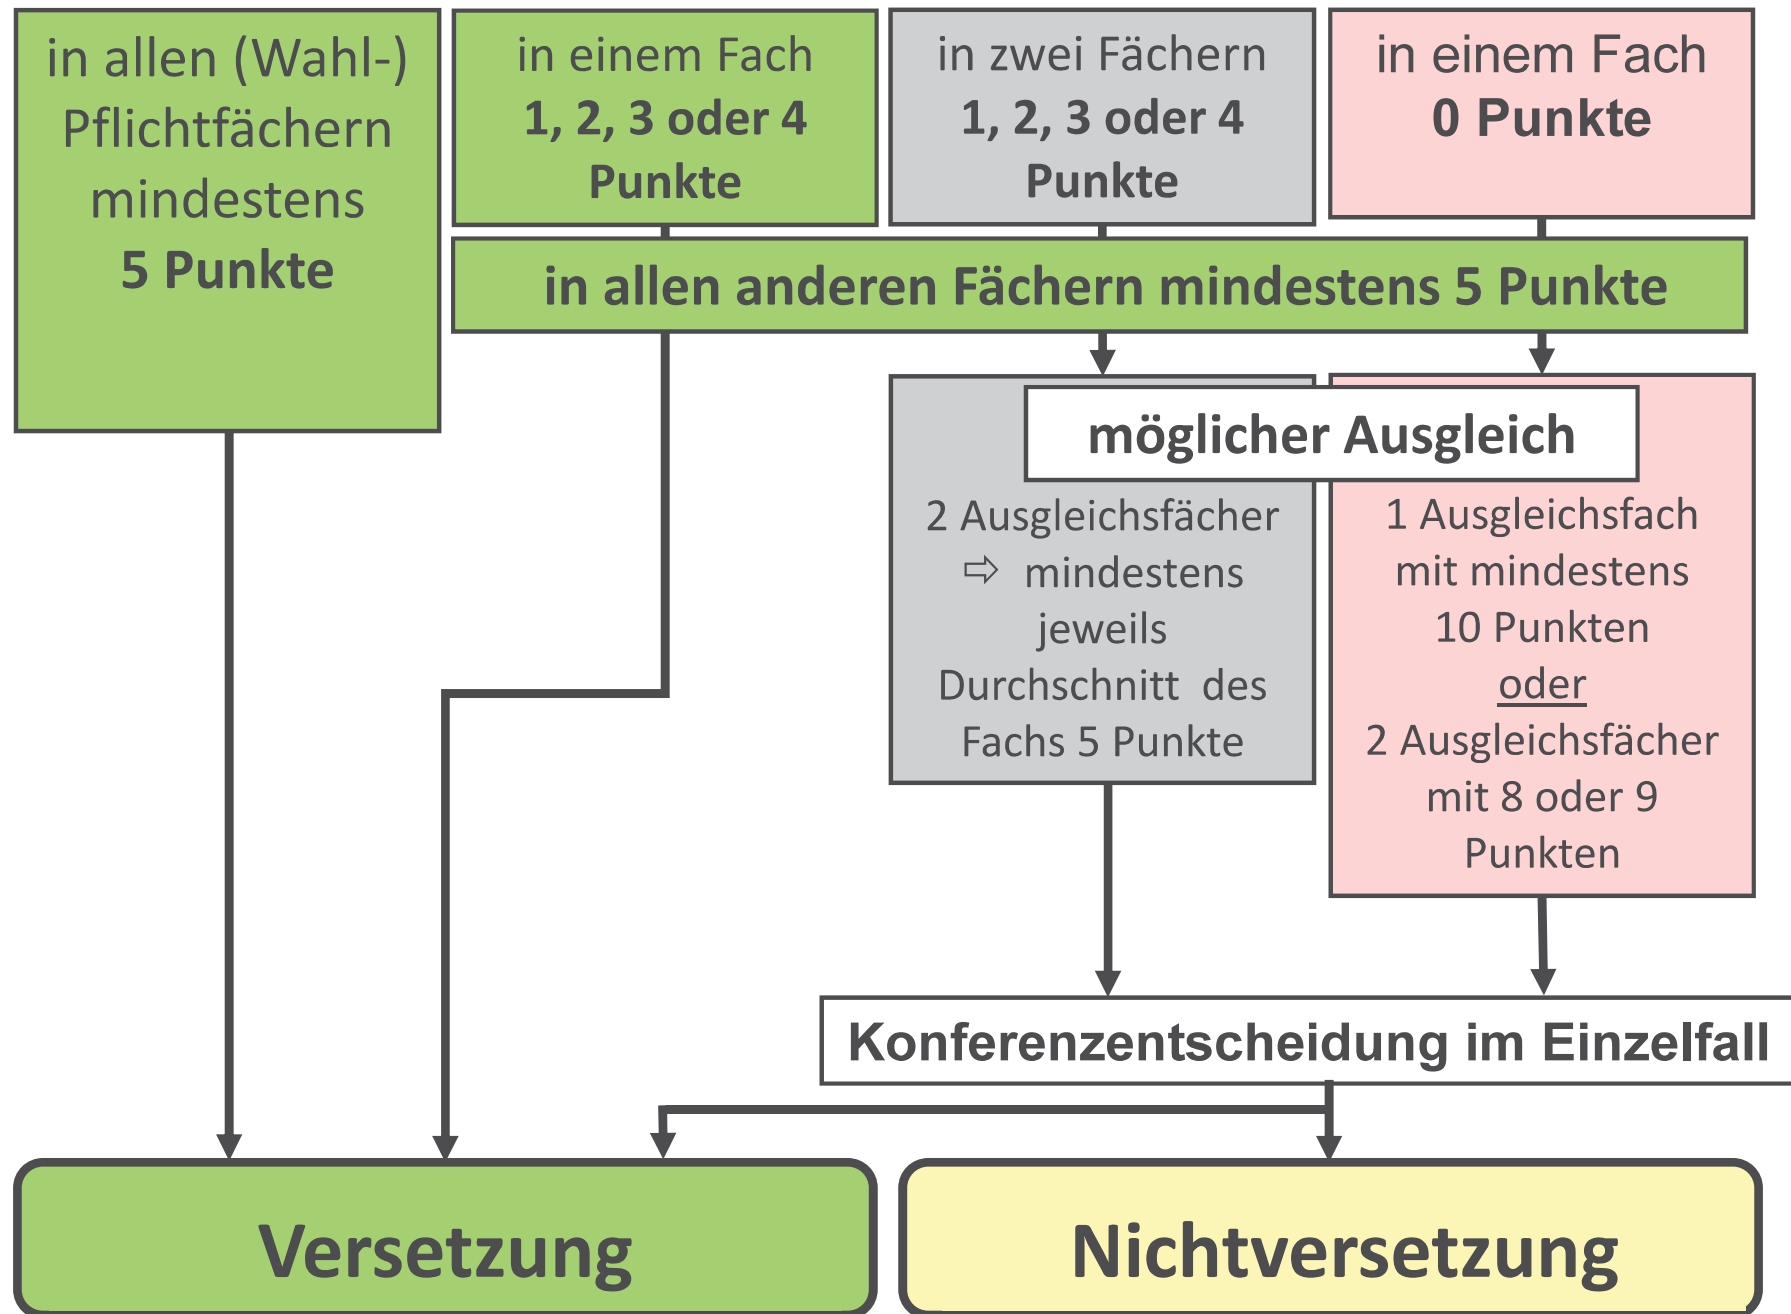 in allen (Wahl-)
Pflichtfächern
mindestens
5 Punkte
in einem Fach
1, 2, 3 oder 4
Punkte
in zwei Fächern
1, 2, 3 oder 4
Punkte
in einem Fach
0 Punkte
in allen anderen Fächern mindestens 5 Punkte
möglicher Ausgleich
2 Ausgleichsfächer
⇨ mindestens
jeweils
Durchschnitt des
Fachs 5 Punkte
1 Ausgleichsfach
mit mindestens
10 Punkten
oder
2 Ausgleichsfächer
mit 8 oder 9
Punkten
Konferenzentscheidung im Einzelfall
Versetzung
Nichtversetzung